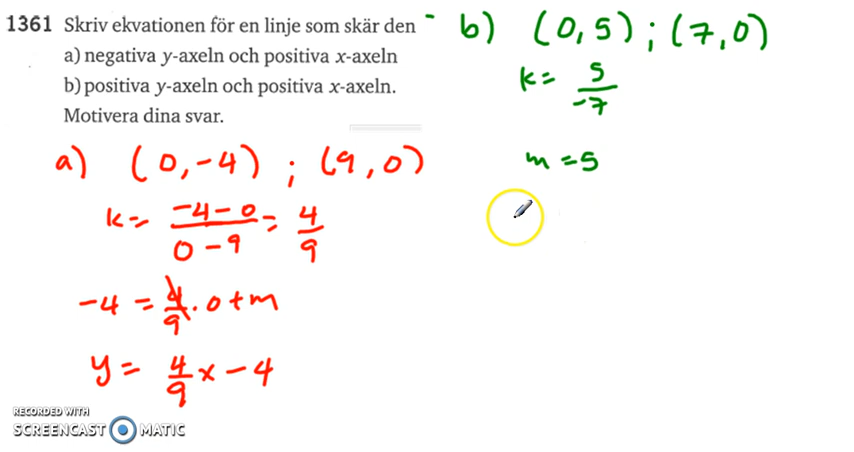 1361 Skriv ekvationen för en linje som skär den
a) negativa y-axeln och positiva x-axeln
b) positiva y-axeln och positiva x-axeln.
Motivera dina svar.
a) (0,-4) ; (9,0)
k= -4-0/0-9 = 4/9
-4 = 4/9 · 0 + m
y = 4/9 x - 4
b) (0,5) ; (7,0)
k= 5/-7
m = 5
RECORDED WITH
SCREENCAST MATIC